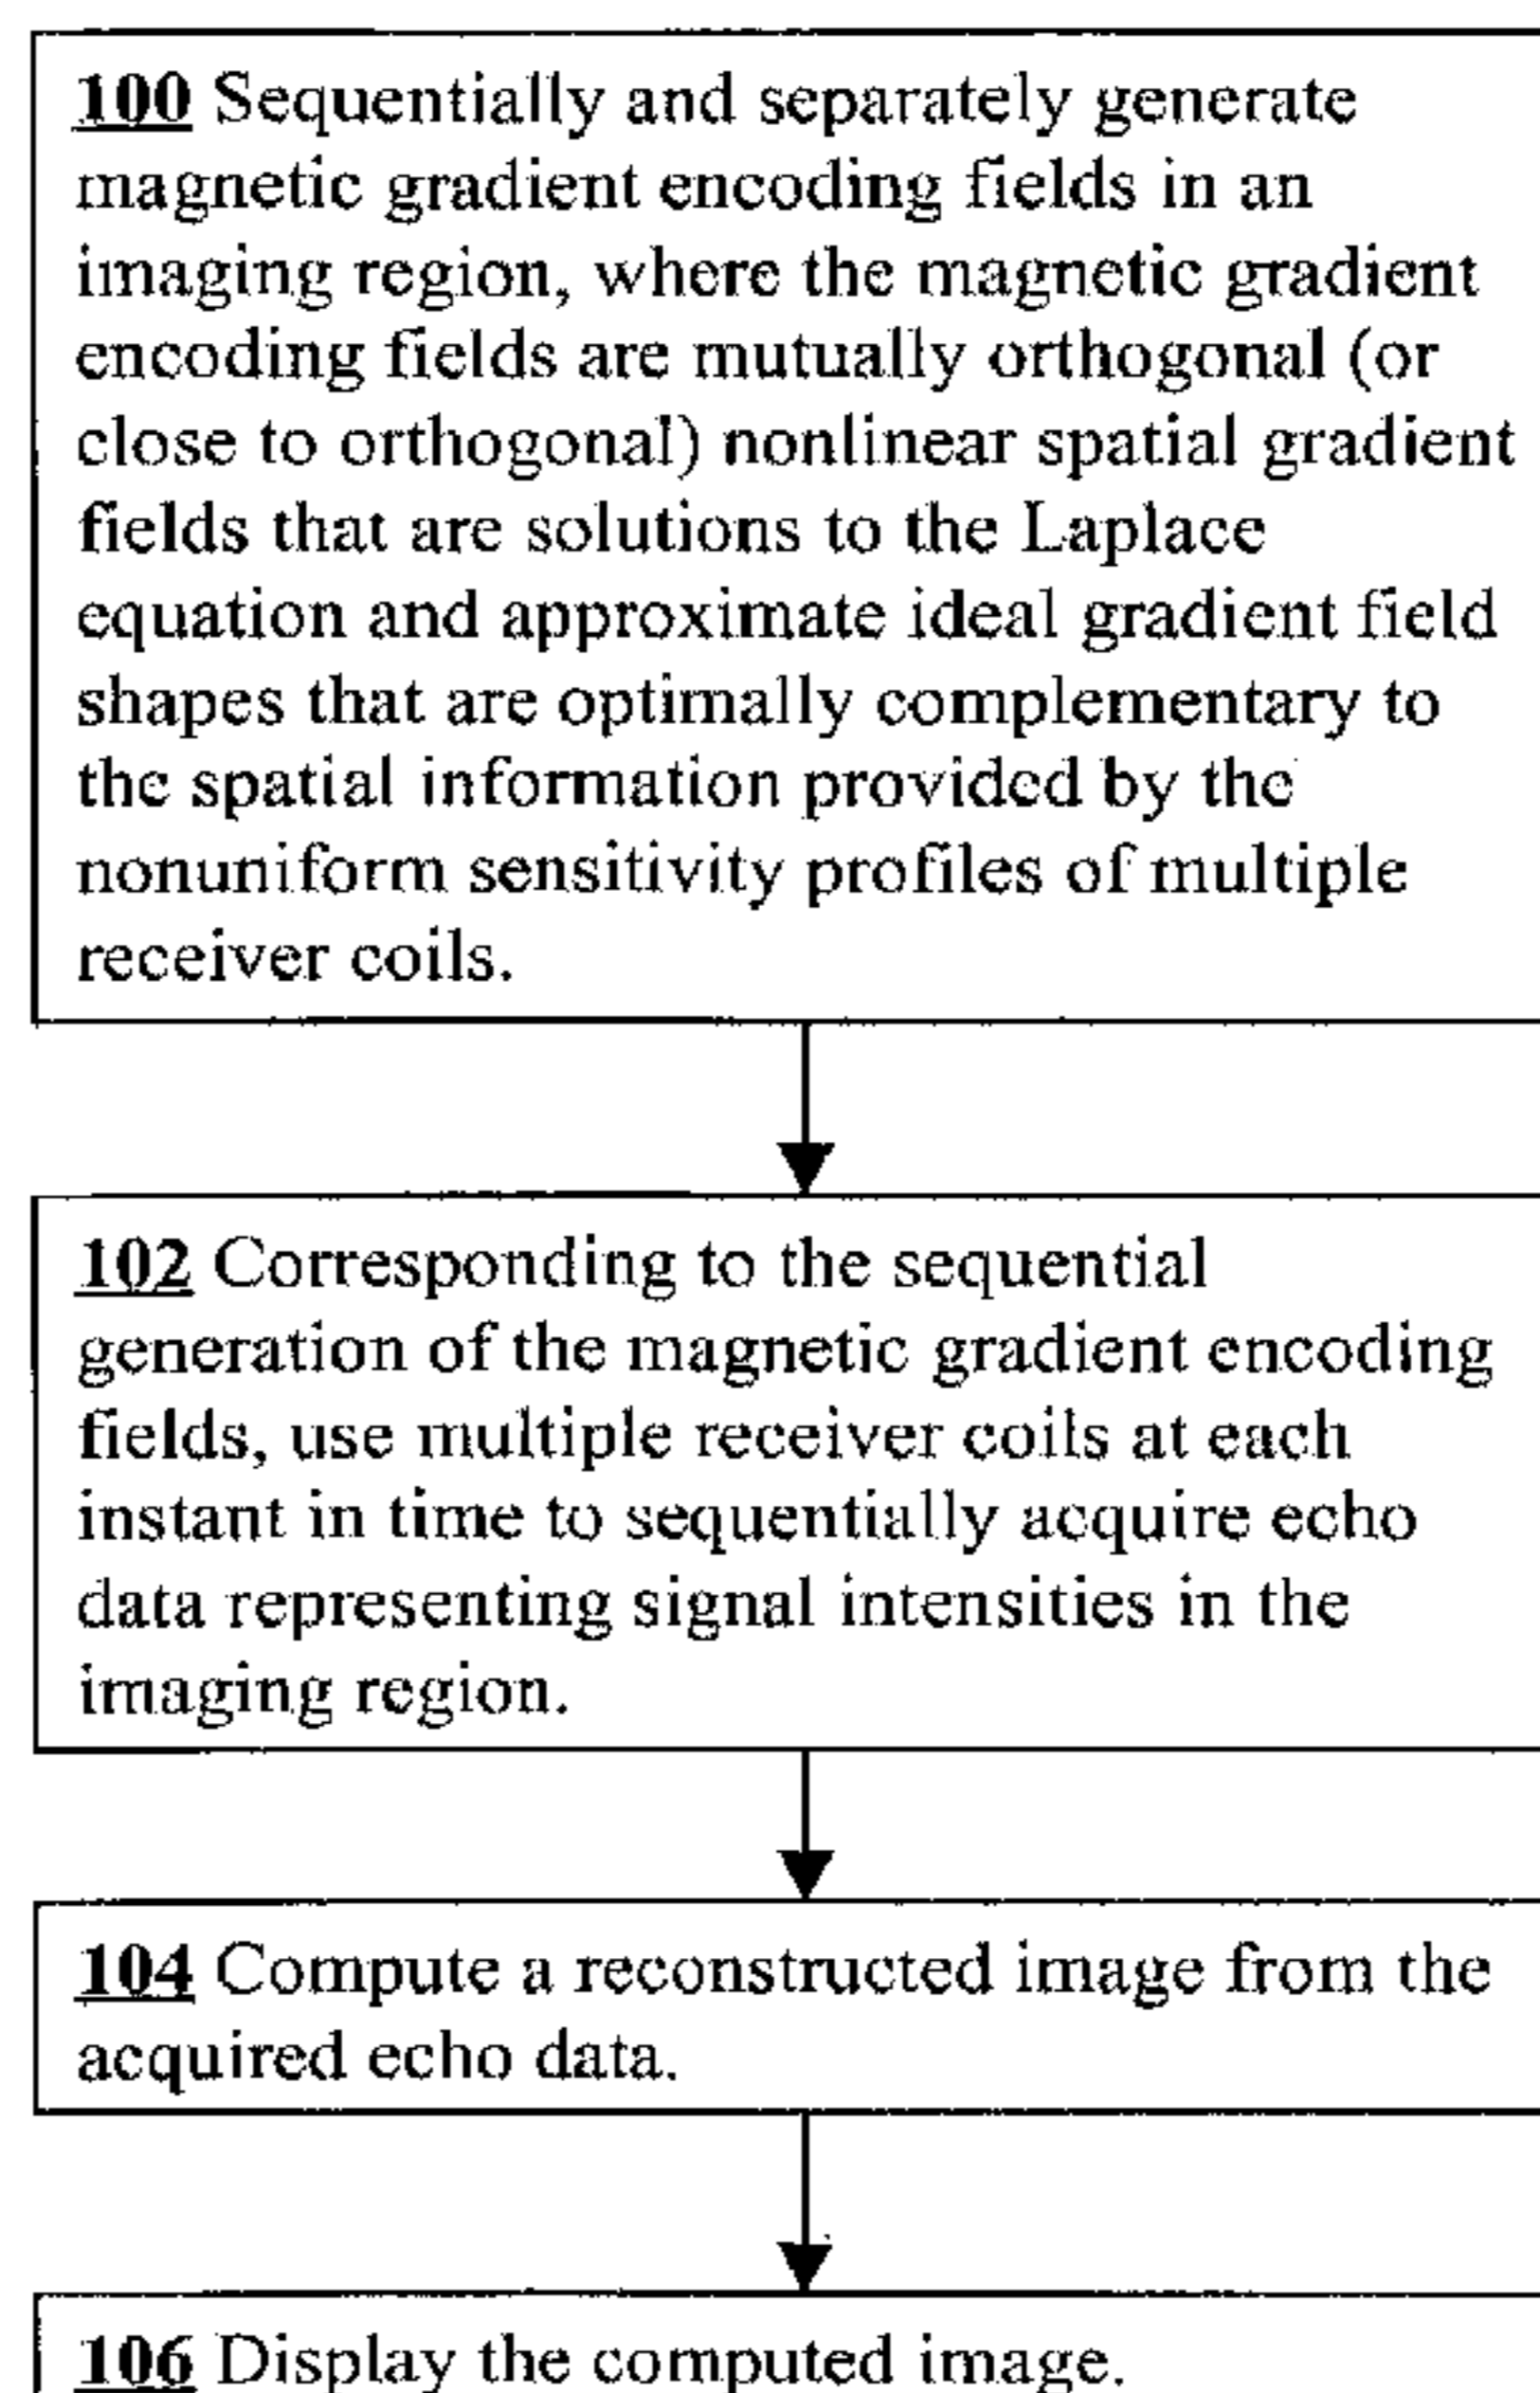 100 Sequentially and separately generate
magnetic gradient encoding fields in an
imaging region, where the magnetic gradient
encoding fields are mutually orthogonal (or
close to orthogonal) nonlinear spatial gradient
fields that are solutions to the Laplace
equation and approximate ideal gradient field
shapes that are optimally complementary to
the spatial information provided by the
nonuniform sensitivity profiles of multiple
receiver coils.
102 Corresponding to the sequential
generation of the magnetic gradient encoding
fields, use multiple receiver coils at each
instant in time to sequentially acquire echo
data representing signal intensities in the
imaging region.
104 Compute a reconstructed image from the
acquired echo data.
106 Display the computed image.